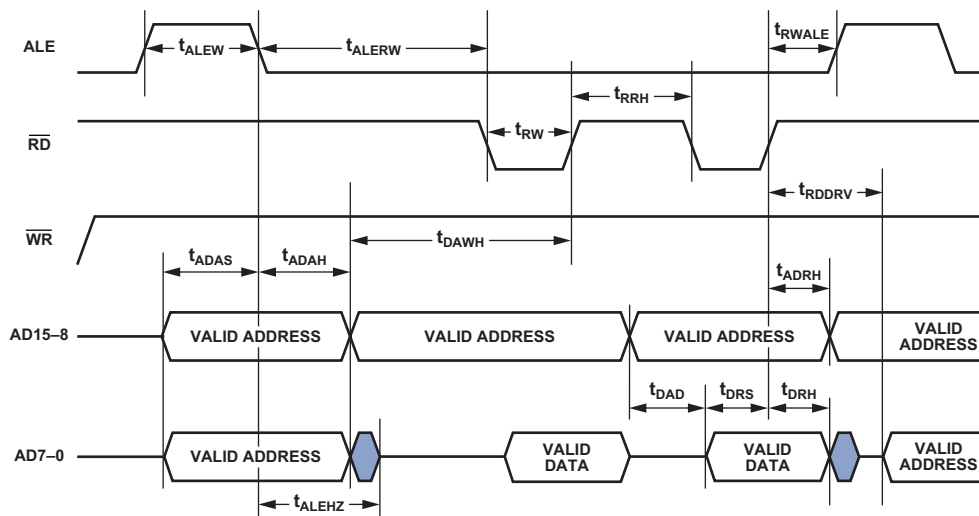 ALE
tALEW
tALERW
tRWALE
tRRH
RD
tRW
tRDDRV
WR
tDAWH
tADAS
tADAH
tADRH
AD15–8
VALID ADDRESS
VALID ADDRESS
VALID ADDRESS
VALID
ADDRESS
tDAD
tDRS
tDRH
AD7–0
VALID ADDRESS
VALID
DATA
VALID
DATA
VALID
ADDRESS
tALEHZ